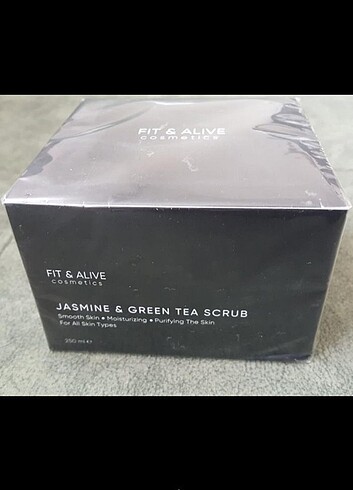 FIT & ALIVE
cosmetics
FIT & ALIVE
cosmetics
JASMINE & GREEN TEA SCRUB
Smooth Skin • Moisturizing • Purifying The Skin
For All Skin Types
250 ml ℮